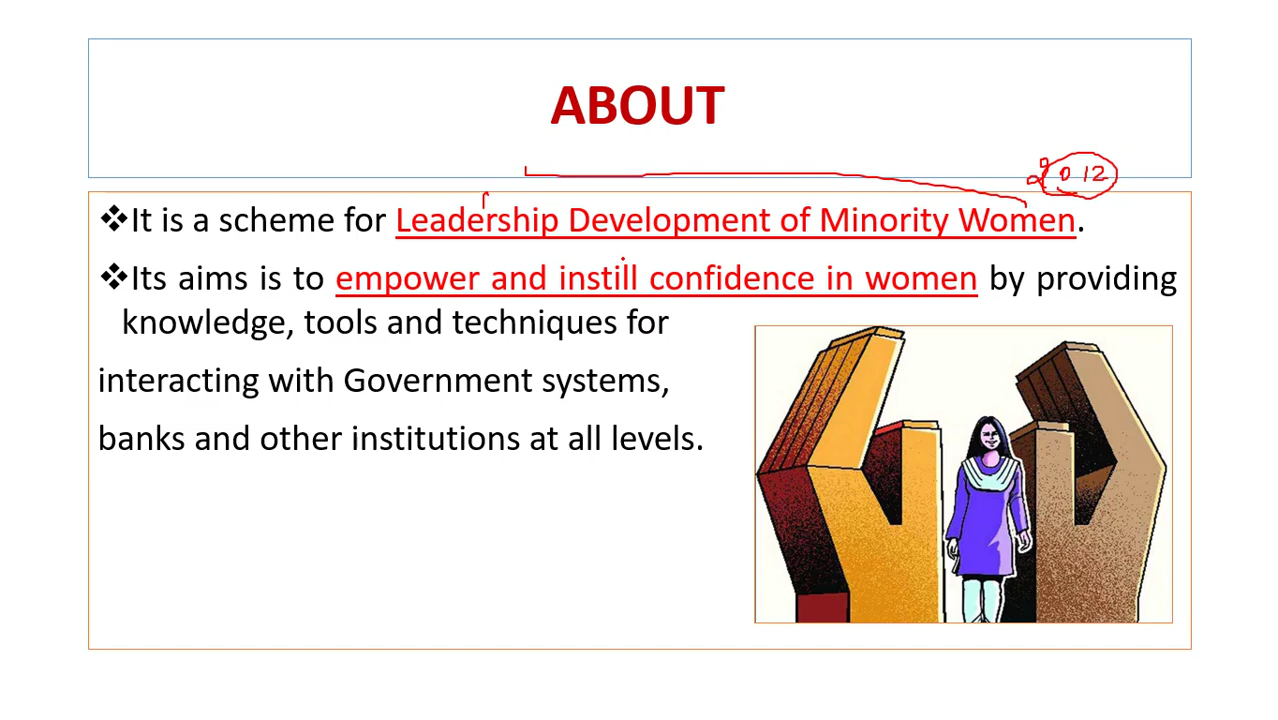 ABOUT
2012
❖It is a scheme for Leadership Development of Minority Women.
❖Its aims is to empower and instill confidence in women by providing
knowledge, tools and techniques for
interacting with Government systems,
banks and other institutions at all levels.